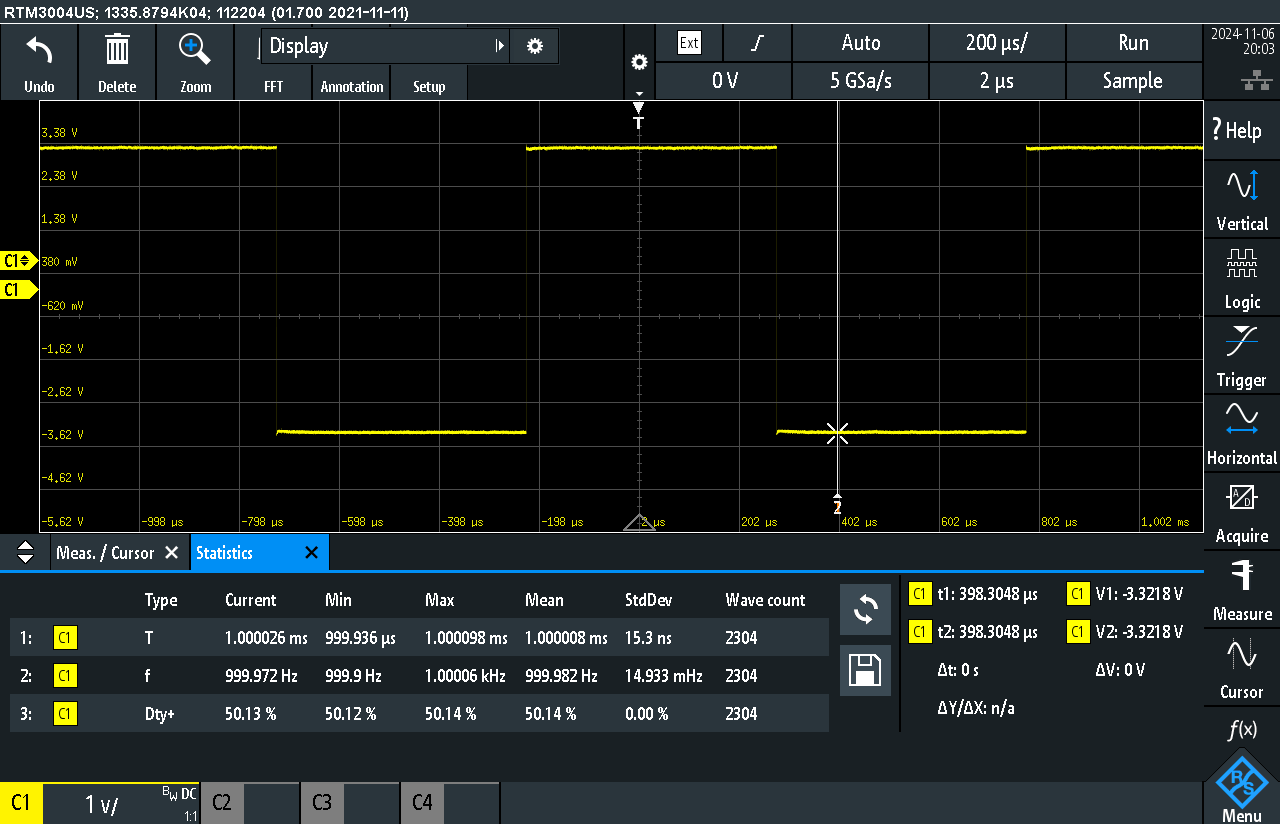 RTM3004US; 1335.8794K04; 112204 (01.700 2021-11-11)
Undo
Delete
Zoom
Display
FFT
Annotation
Setup
Ext
Auto
200 µs/
Run
0 V
5 GSa/s
2 µs
Sample
2024-11-06
20:03
T
3.38 V
2.38 V
1.38 V
380 mV
-620 mV
-1.62 V
-2.62 V
-3.62 V
-4.62 V
-5.62 V
C1
C1
-998 µs
-798 µs
-598 µs
-398 µs
-198 µs
2 µs
202 µs
402 µs
602 µs
802 µs
1.002 ms
2
? Help
Vertical
Logic
Trigger
Horizontal
A/D
Acquire
Measure
Cursor
f(x)
R S
Menu
Meas. / Cursor
Statistics
Type Current Min Max Mean StdDev Wave count
1: C1 T 1.000026 ms 999.936 µs 1.000098 ms 1.000008 ms 15.3 ns 2304
2: C1 f 999.972 Hz 999.9 Hz 1.00006 kHz 999.982 Hz 14.933 mHz 2304
3: C1 Dty+ 50.13 % 50.12 % 50.14 % 50.14 % 0.00 % 2304
C1 t1: 398.3048 µs C1 V1: -3.3218 V
C1 t2: 398.3048 µs C1 V2: -3.3218 V
Δt: 0 s ΔV: 0 V
ΔY/ΔX: n/a
C1 1 V/ BW DC
1:1
C2
C3
C4